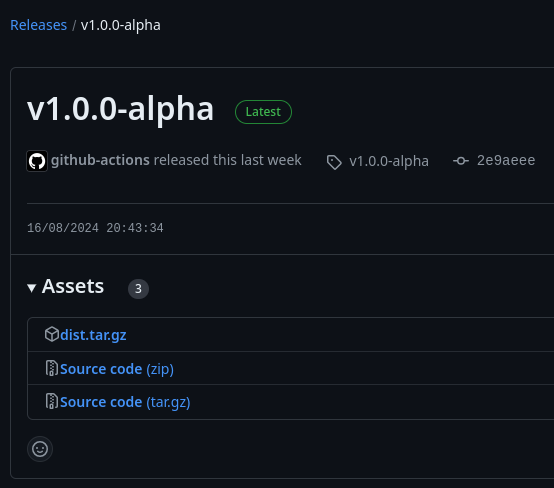 Releases / v1.0.0-alpha
v1.0.0-alpha Latest
github-actions released this last week v1.0.0-alpha 2e9aeee
16/08/2024 20:43:34
Assets 3
dist.tar.gz
Source code (zip)
Source code (tar.gz)